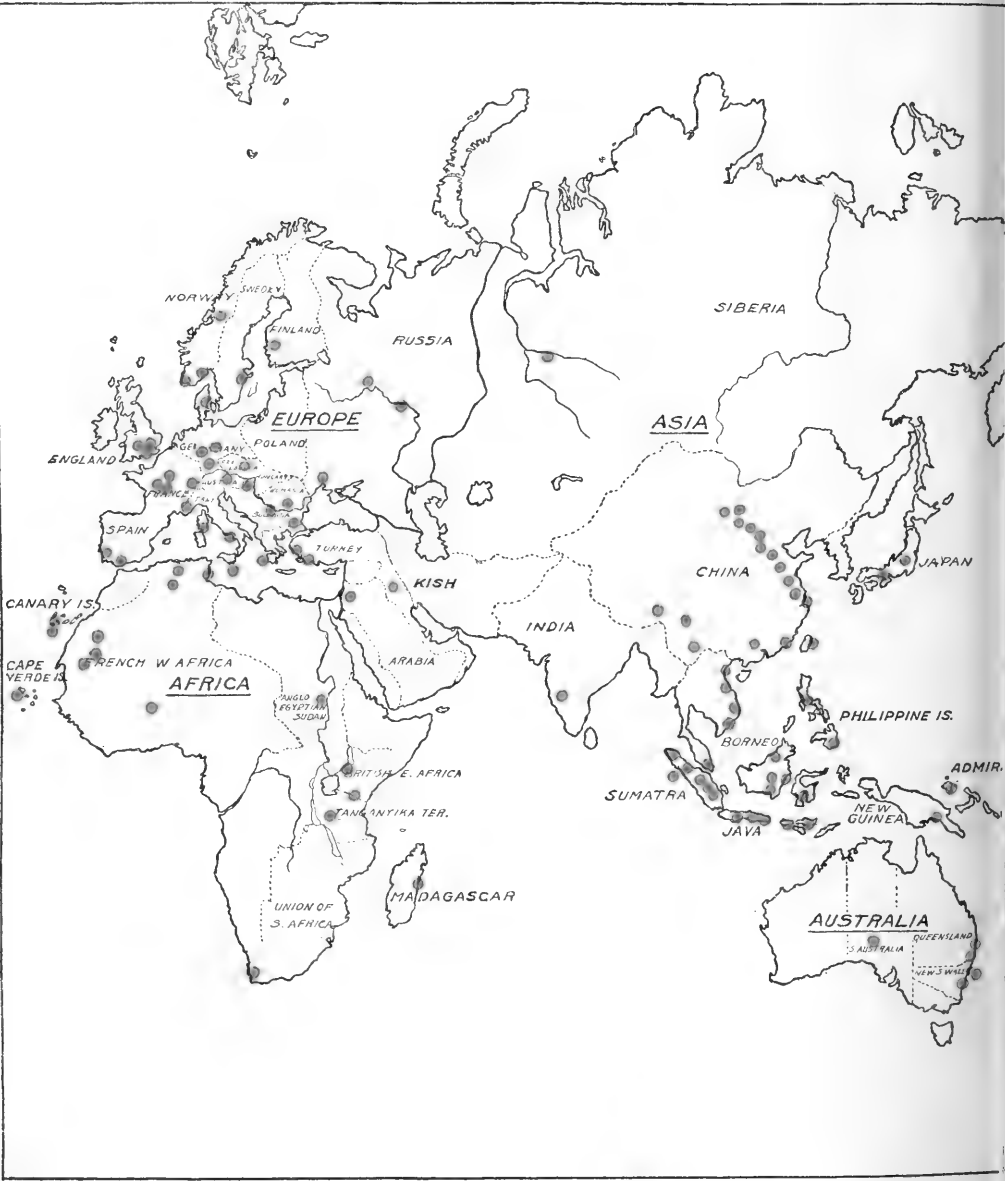 NORWAY
SWEDEN
FINLAND
RUSSIA
SIBERIA
EUROPE
ASIA
ENGLAND
GERMANY
POLAND
FRANCE
AUSTRIA
SPAIN
TURKEY
KISH
CHINA
JAPAN
CANARY IS.
INDIA
ARABIA
CAPE
VERDE IS.
FRENCH W AFRICA
AFRICA
ANGLO
EGYPTIAN
SUDAN
PHILIPPINE IS.
BORNEO
BRITISH E. AFRICA
ADMIR.
SUMATRA
TANGANYIKA TER.
JAVA
NEW
GUINEA
MADAGASCAR
UNION OF
S. AFRICA
AUSTRALIA
QUEENSLAND
S AUSTRALIA
NEW S WALES